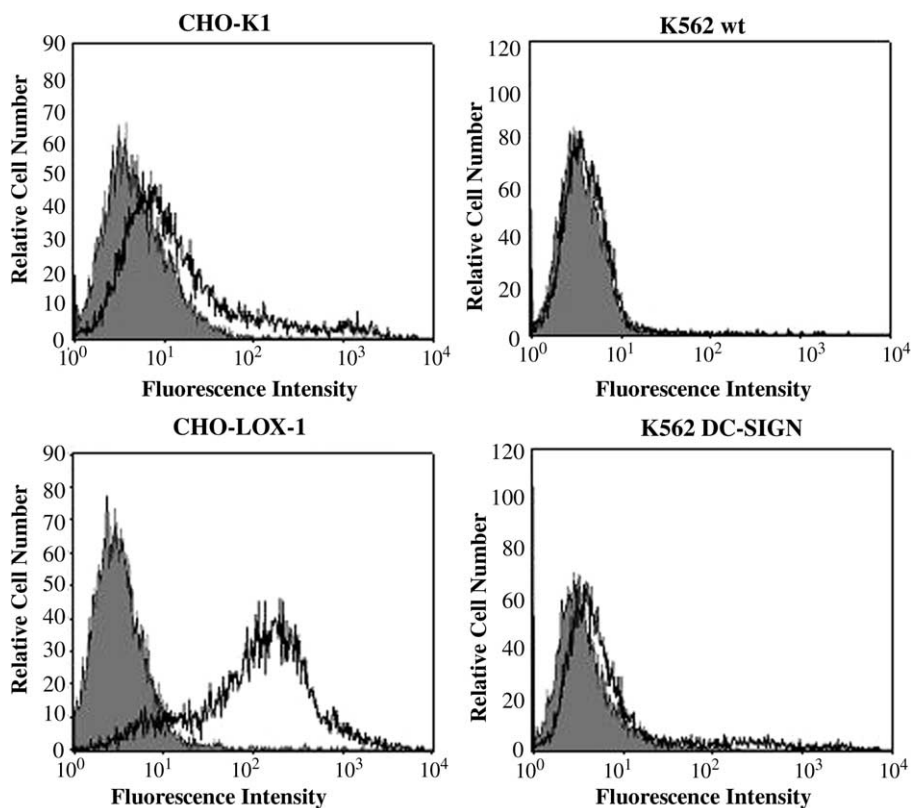 CHO-K1
Relative Cell Number
90
80
70
60
50
40
30
20
10
0
10^0 10^1 10^2 10^3 10^4
Fluorescence Intensity
K562 wt
Relative Cell Number
120
100
80
60
40
20
0
10^0 10^1 10^2 10^3 10^4
Fluorescence Intensity
CHO-LOX-1
Relative Cell Number
90
80
70
60
50
40
30
20
10
0
10^0 10^1 10^2 10^3 10^4
Fluorescence Intensity
K562 DC-SIGN
Relative Cell Number
120
100
80
60
40
20
0
10^0 10^1 10^2 10^3 10^4
Fluorescence Intensity